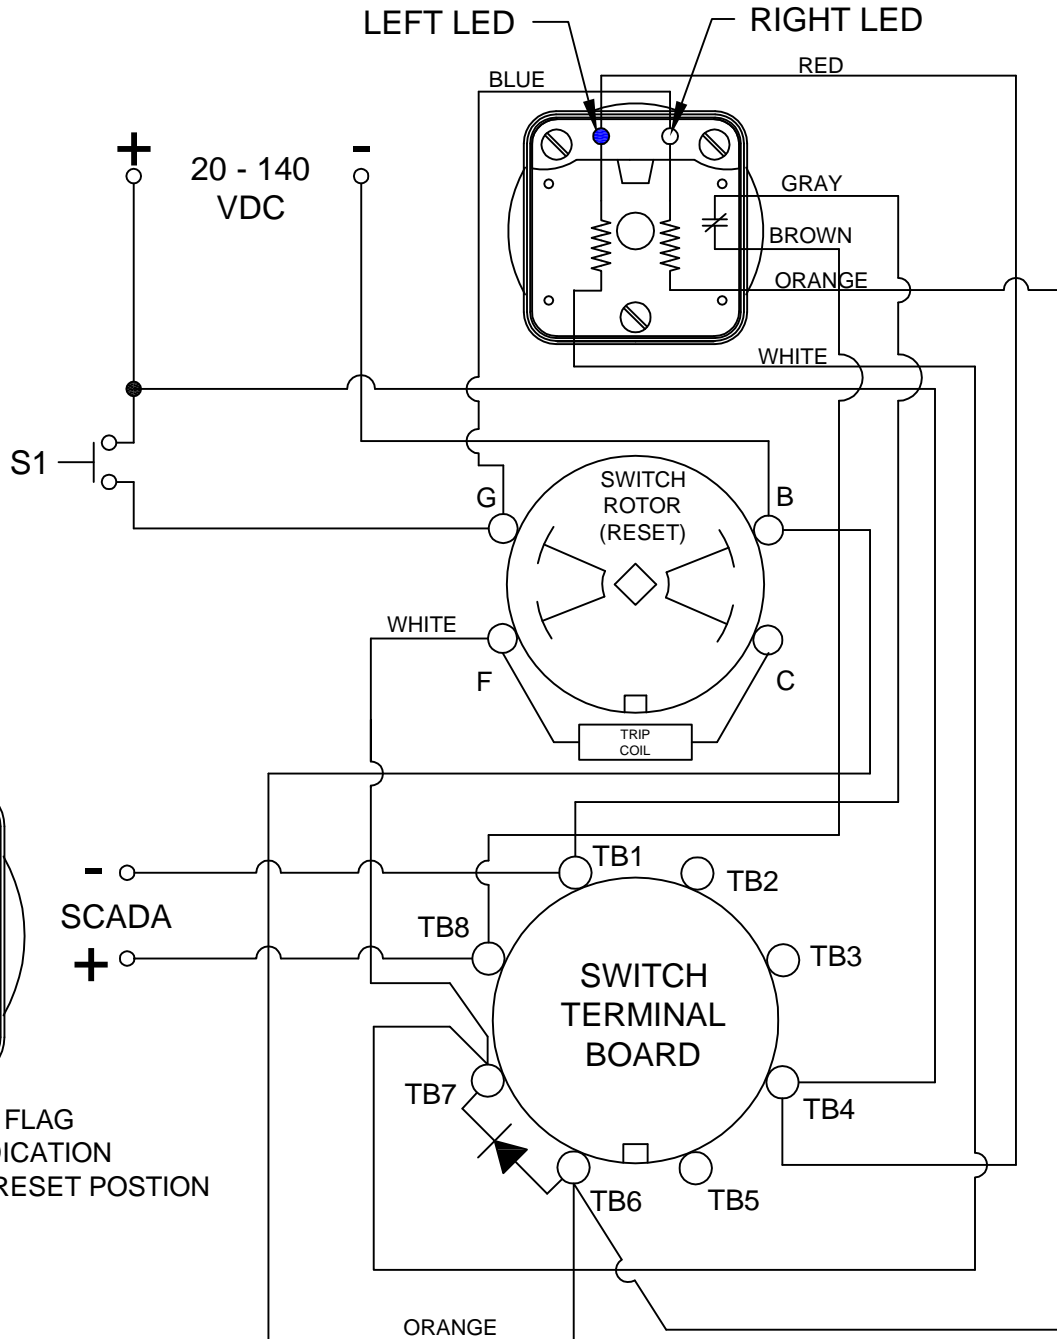 LEFT LED
RIGHT LED
RED
BLUE
+
-
20 - 140
VDC
GRAY
BROWN
ORANGE
WHITE
S1
SWITCH
ROTOR
(RESET)
G
B
WHITE
F
C
TRIP
COIL
TB1
TB2
-
SCADA
+
TB8
TB3
SWITCH
TERMINAL
BOARD
TB7
TB4
FLAG
DICATION
RESET POSTION
TB6
TB5
ORANGE